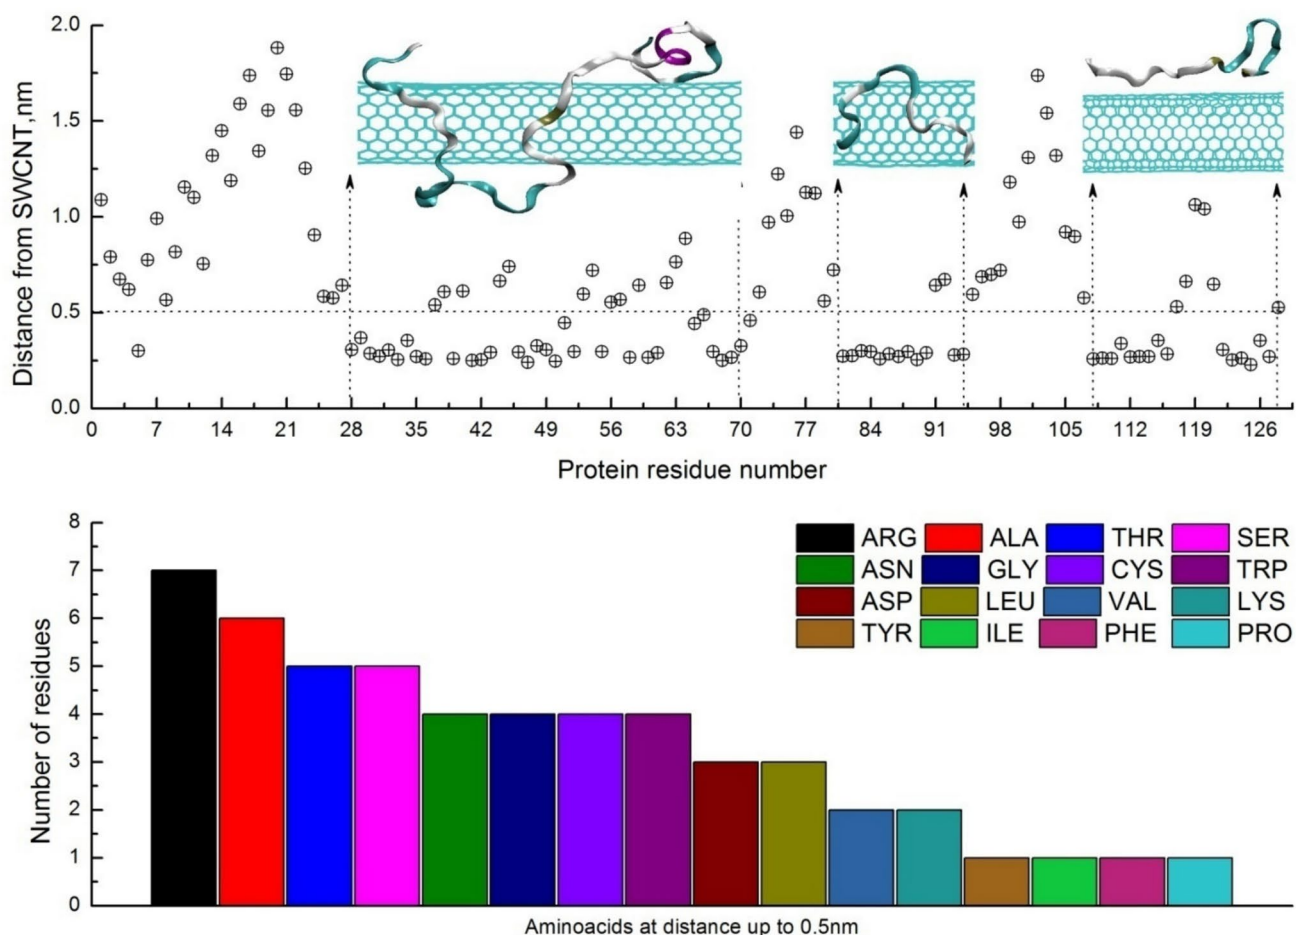 2.0
1.5
1.0
0.5
0.0
Distance from SWCNT,nm
0 7 14 21 28 35 42 49 56 63 70 77 84 91 98 105 112 119 126
Protein residue number
8
7
6
5
4
3
2
1
0
Number of residues
ARG ALA THR SER
ASN GLY CYS TRP
ASP LEU VAL LYS
TYR ILE PHE PRO
Aminoacids at distance up to 0.5nm